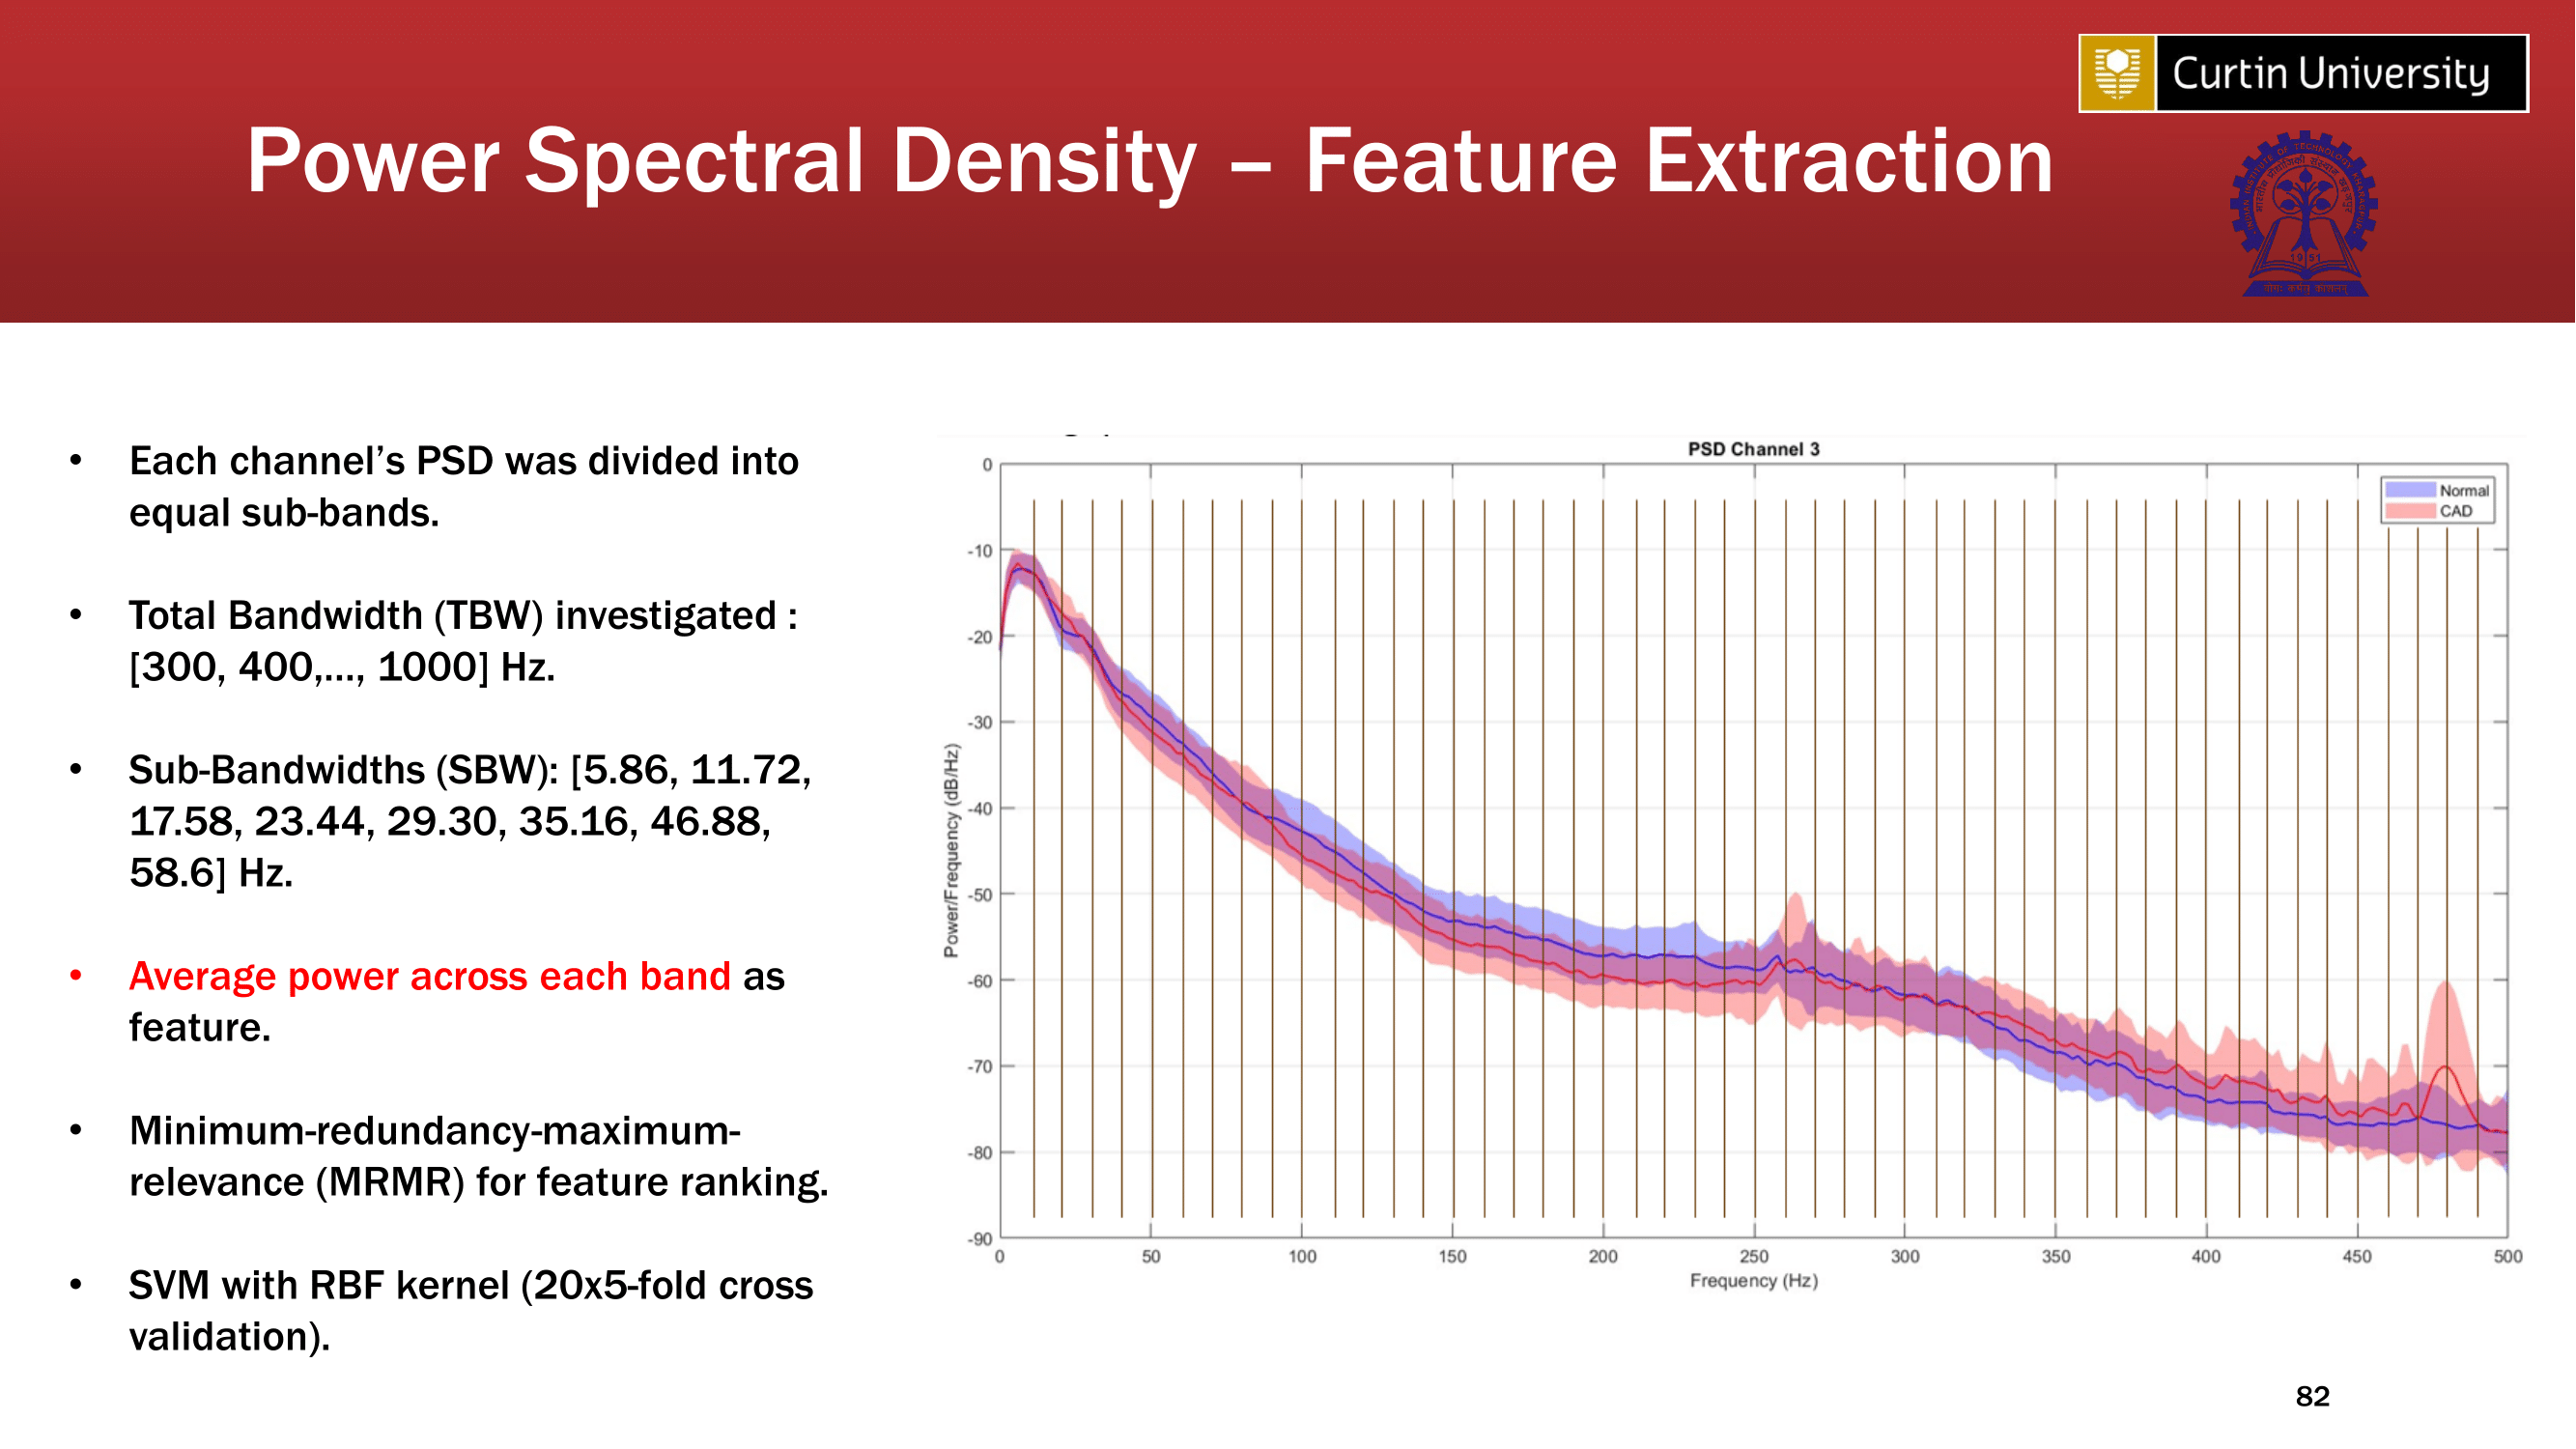 Curtin University
Power Spectral Density – Feature Extraction
1951
• Each channel’s PSD was divided into
equal sub-bands.
• Total Bandwidth (TBW) investigated :
[300, 400,…, 1000] Hz.
• Sub-Bandwidths (SBW): [5.86, 11.72,
17.58, 23.44, 29.30, 35.16, 46.88,
58.6] Hz.
• Average power across each band as
feature.
• Minimum-redundancy-maximum-
relevance (MRMR) for feature ranking.
• SVM with RBF kernel (20x5-fold cross
validation).
PSD Channel 3
Normal
CAD
Power/Frequency (dB/Hz)
0
-10
-20
-30
-40
-50
-60
-70
-80
-90
0 50 100 150 200 250 300 350 400 450 500
Frequency (Hz)
82